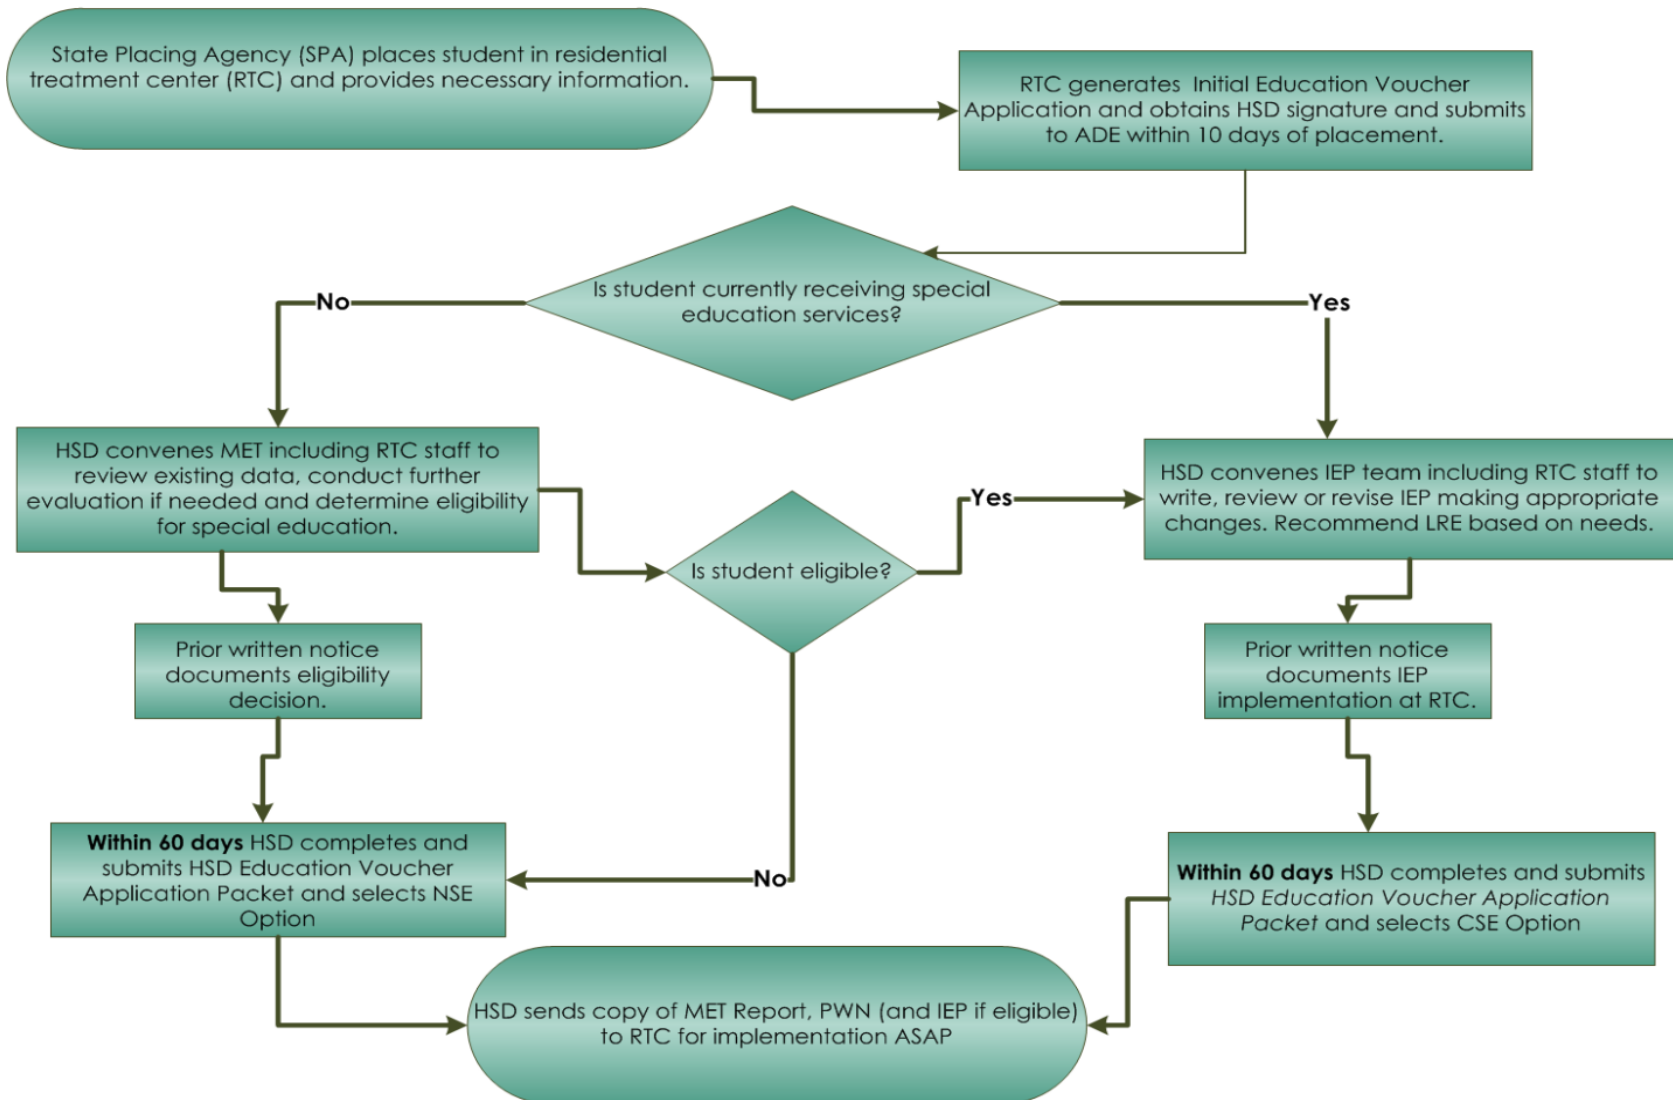 State Placing Agency (SPA) places student in residential
treatment center (RTC) and provides necessary information.
RTC generates  Initial Education Voucher
Application and obtains HSD signature and submits
to ADE within 10 days of placement.
Is student currently receiving special
education services?
No
Yes
HSD convenes MET including RTC staff to
review existing data, conduct further
evaluation if needed and determine eligibility
for special education.
Is student eligible?
Yes
HSD convenes IEP team including RTC staff to
write, review or revise IEP making appropriate
changes. Recommend LRE based on needs.
Prior written notice
documents eligibility
decision.
Prior written notice
documents IEP
implementation at RTC.
Within 60 days HSD completes and
submits HSD Education Voucher
Application Packet and selects NSE
Option
No
Within 60 days HSD completes and submits
HSD Education Voucher Application
Packet and selects CSE Option
HSD sends copy of MET Report, PWN (and IEP if eligible)
to RTC for implementation ASAP